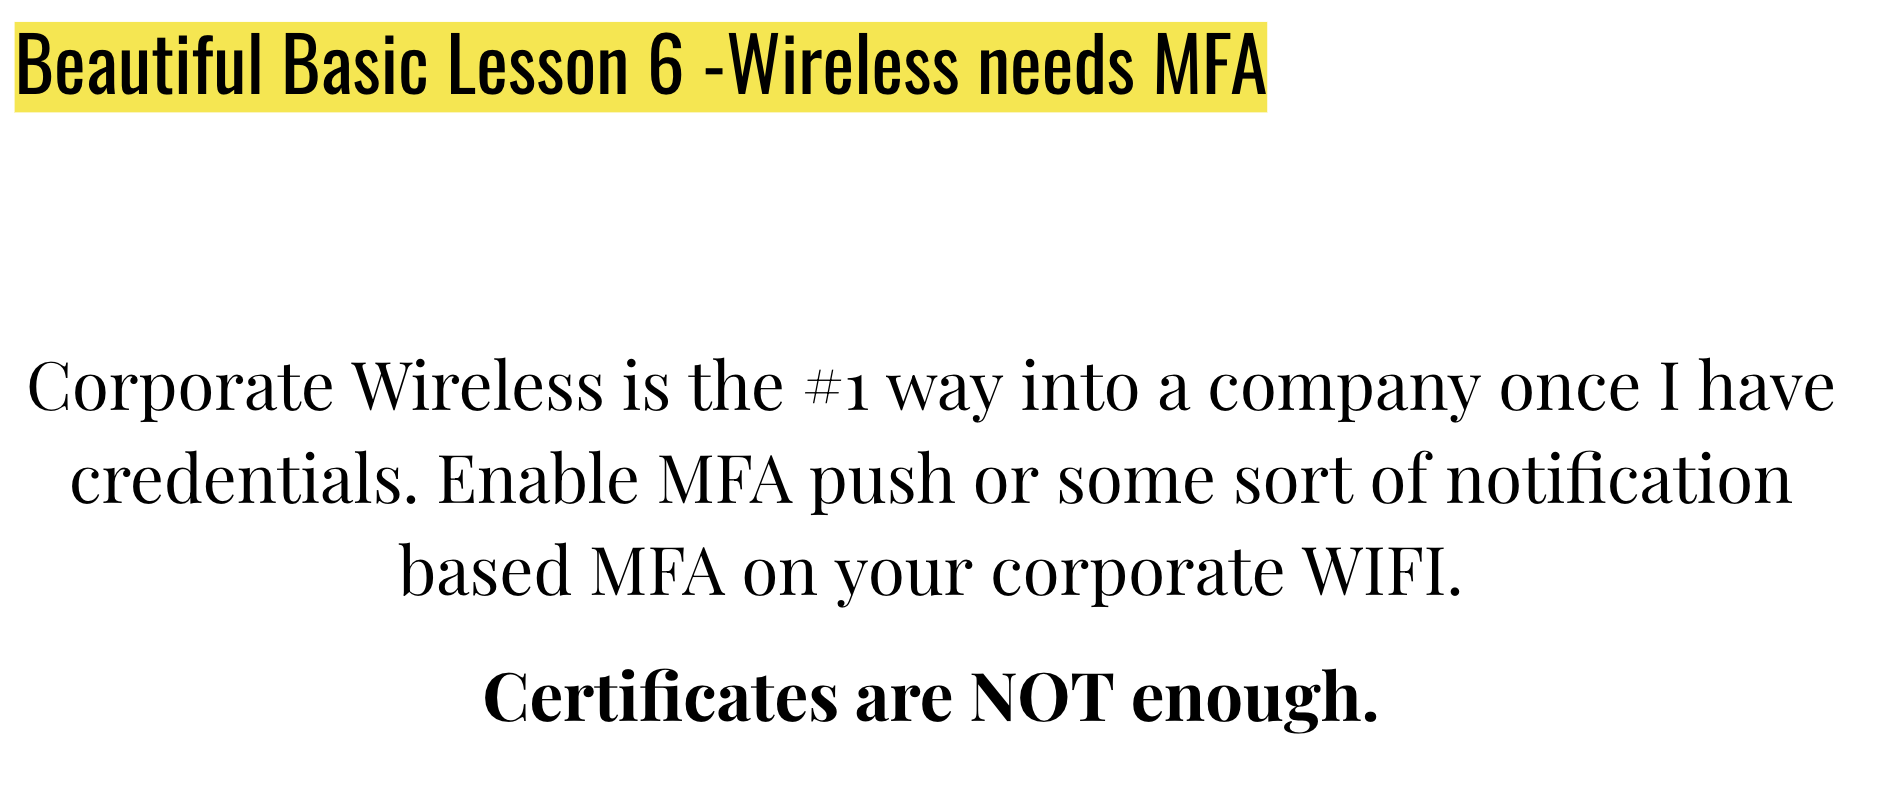 Beautiful Basic Lesson 6 -Wireless needs MFA
Corporate Wireless is the #1 way into a company once I have
credentials. Enable MFA push or some sort of notification
based MFA on your corporate WIFI.
Certificates are NOT enough.